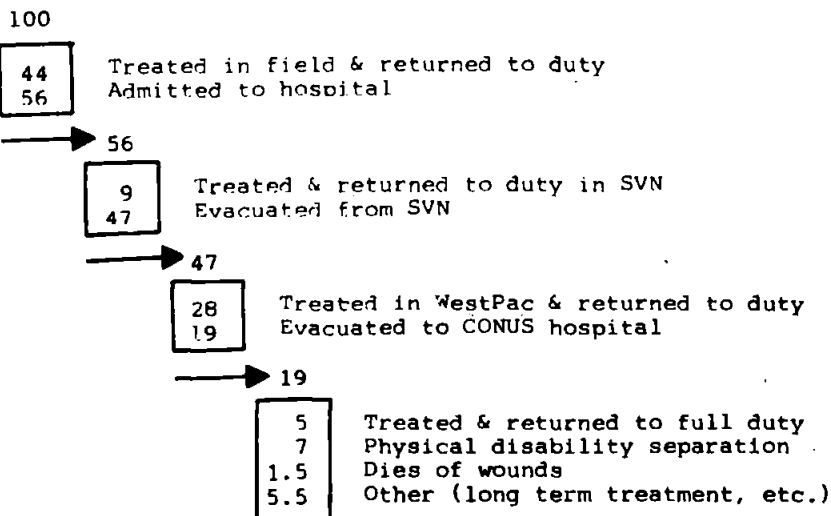 100
44 Treated in field & returned to duty
56 Admitted to hospital
56
9 Treated & returned to duty in SVN
47 Evacuated from SVN
47
28 Treated in WestPac & returned to duty
19 Evacuated to CONUS hospital
19
5 Treated & returned to full duty
7 Physical disability separation
1.5 Dies of wounds
5.5 Other (long term treatment, etc.)